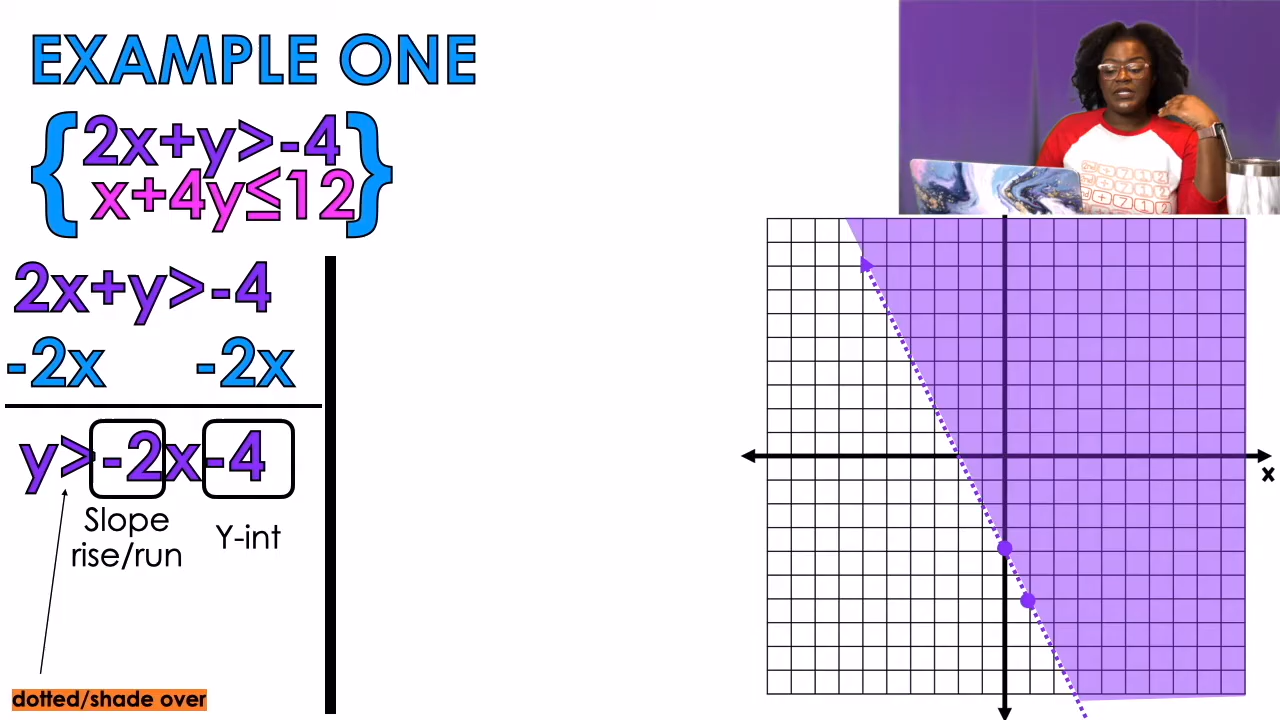 EXAMPLE ONE
{2x+y>-4
x+4y≤12}
2x+y>-4
-2x -2x
y>-2x-4
Slope
rise/run
Y-int
dotted/shade over
x